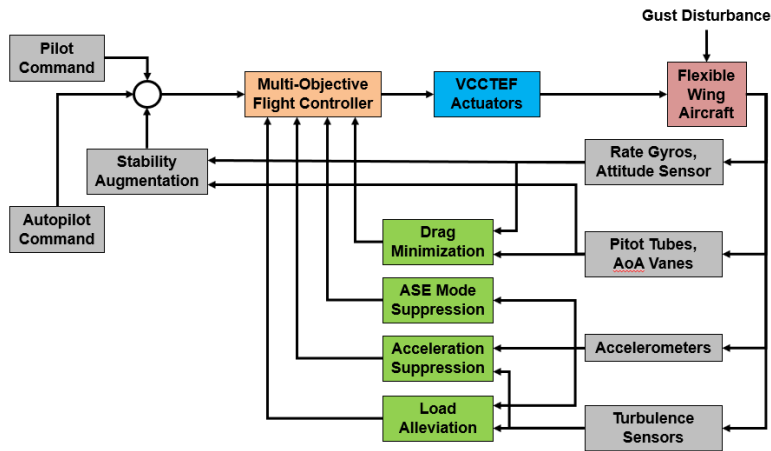 Gust Disturbance
Pilot
Command
Multi-Objective
Flight Controller
VCCTEF
Actuators
Flexible
Wing
Aircraft
Stability
Augmentation
Rate Gyros,
Attitude Sensor
Autopilot
Command
Drag
Minimization
Pitot Tubes,
AoA Vanes
ASE Mode
Suppression
Acceleration
Suppression
Accelerometers
Load
Alleviation
Turbulence
Sensors